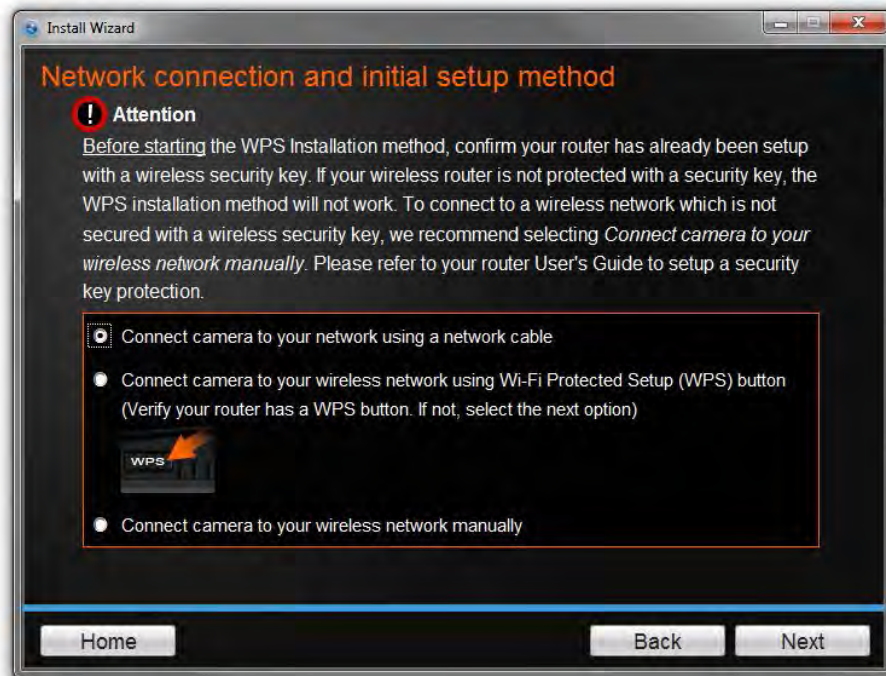 Install Wizard
Network connection and initial setup method
! Attention
Before starting the WPS Installation method, confirm your router has already been setup
with a wireless security key. If your wireless router is not protected with a security key, the
WPS installation method will not work. To connect to a wireless network which is not
secured with a wireless security key, we recommend selecting Connect camera to your
wireless network manually. Please refer to your router User's Guide to setup a security
key protection.
Connect camera to your network using a network cable
Connect camera to your wireless network using Wi-Fi Protected Setup (WPS) button
(Verify your router has a WPS button. If not, select the next option)
WPS
Connect camera to your wireless network manually
Home Back Next